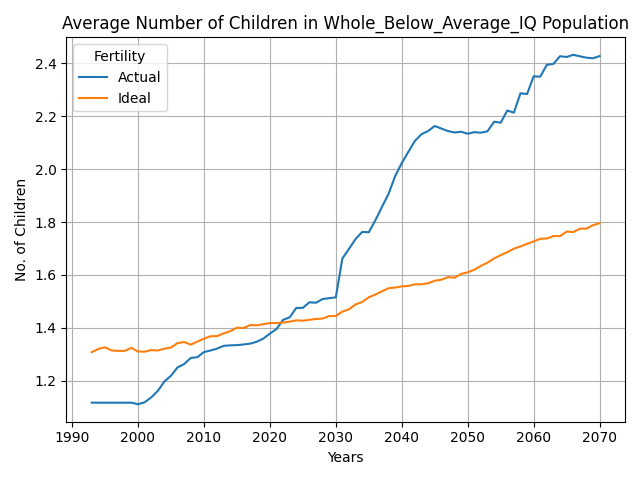 Average Number of Children in Whole_Below_Average_IQ Population
Fertility
Actual
Ideal
No. of Children
2.4
2.2
2.0
1.8
1.6
1.4
1.2
1990 2000 2010 2020 2030 2040 2050 2060 2070
Years